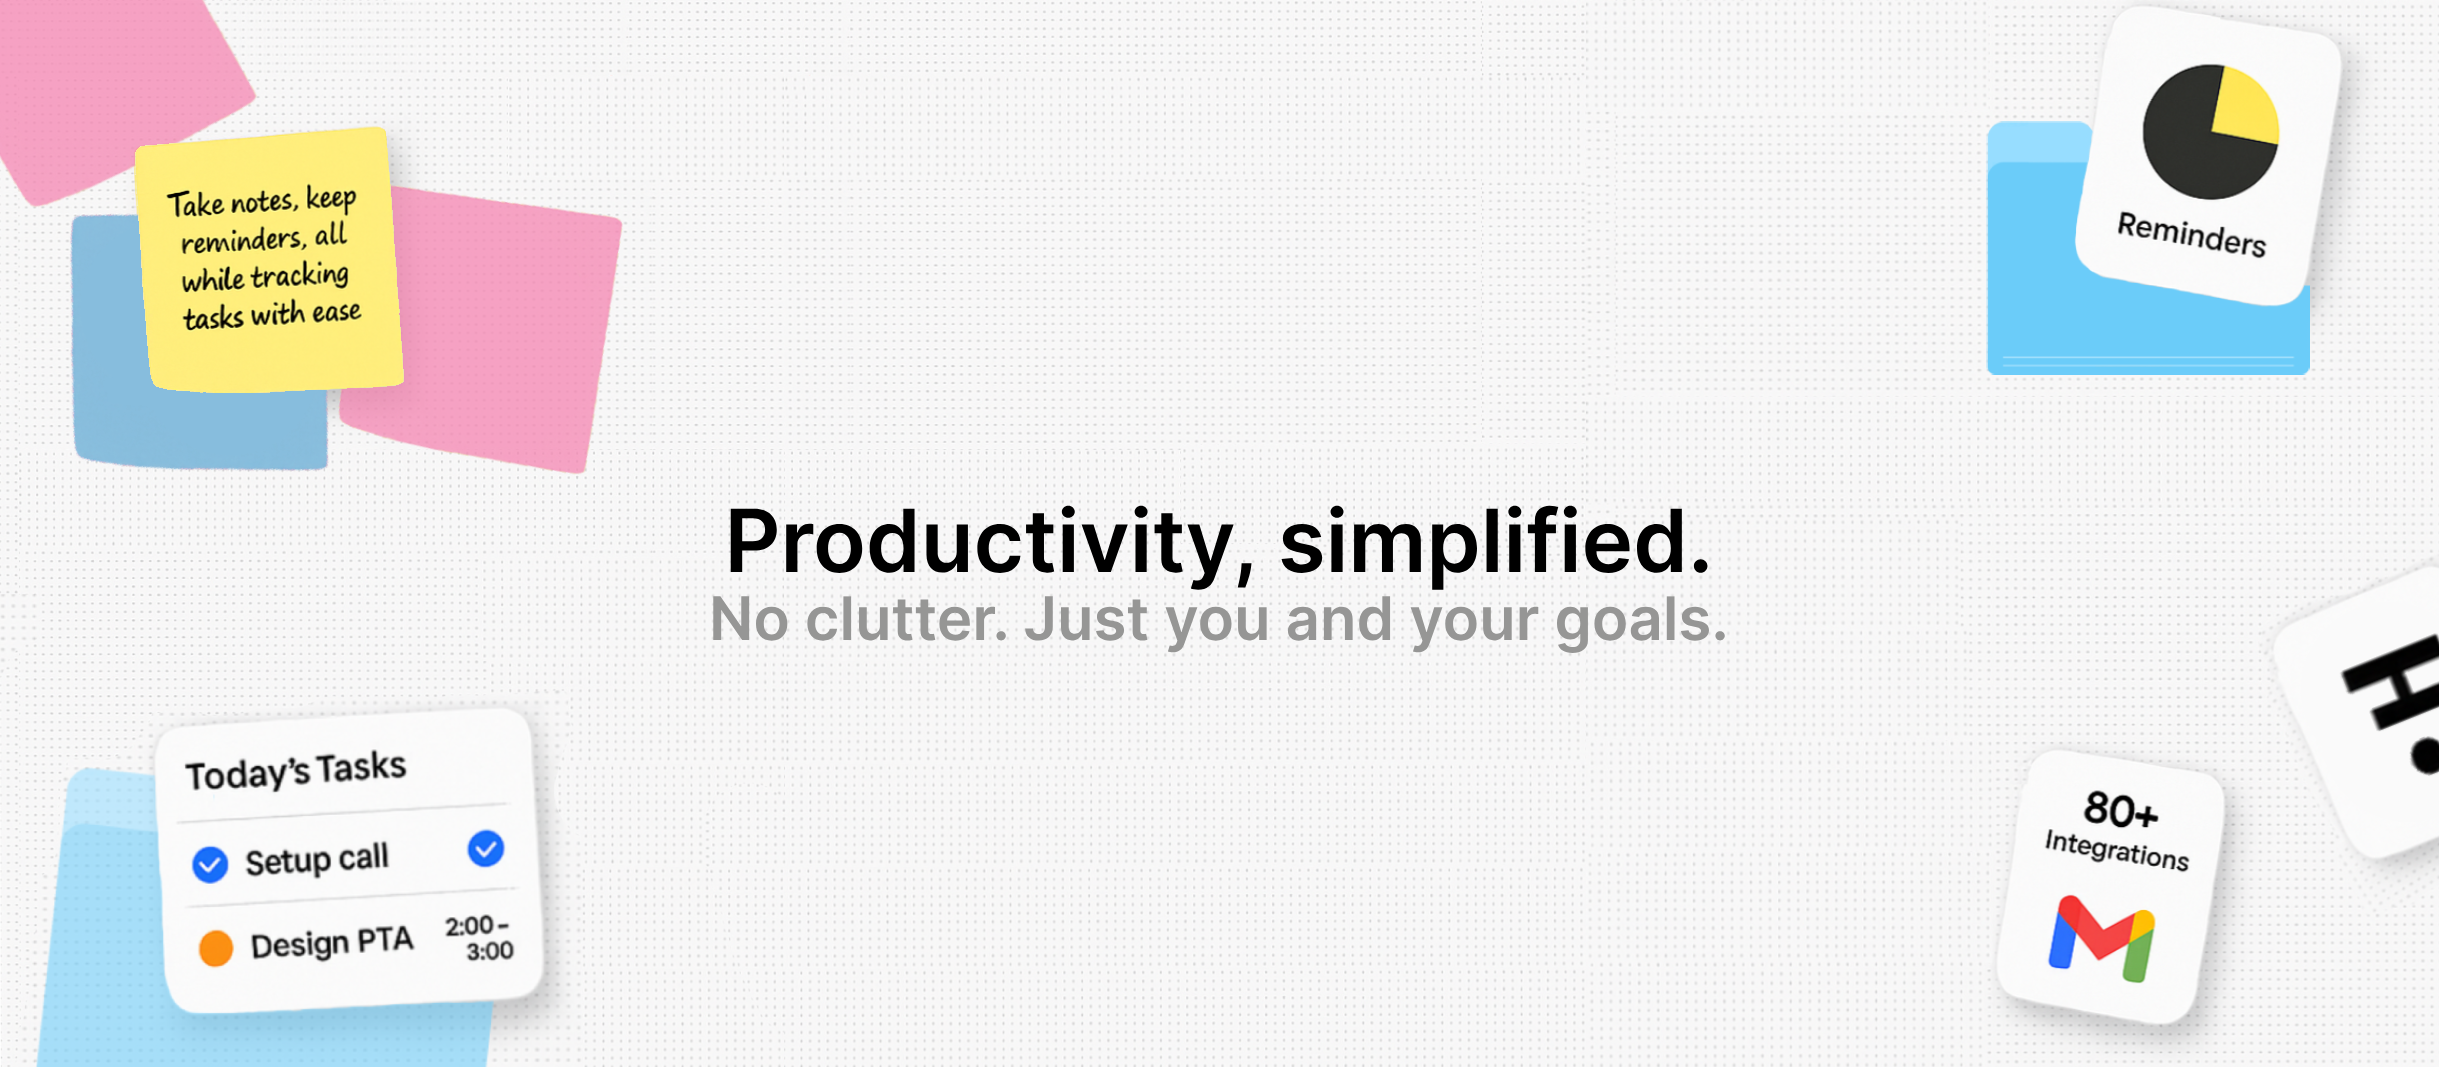 Take notes, keep
reminders, all
while tracking
tasks with ease
Reminders
Productivity, simplified.
No clutter. Just you and your goals.
Today's Tasks
Setup call
Design PTA
2:00 –
3:00
80+
Integrations
H